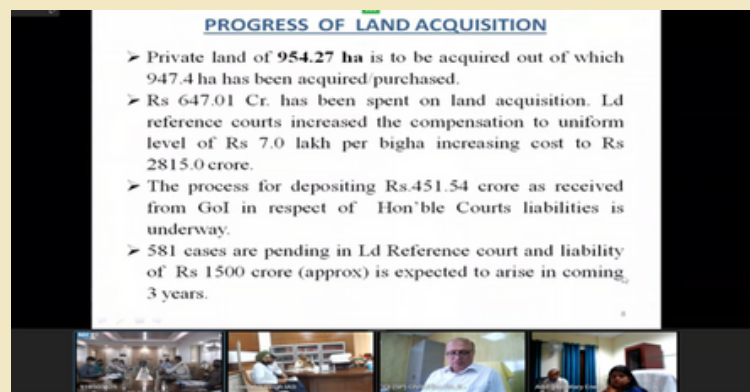 PROGRESS OF LAND ACQUISITION
➢ Private land of 954.27 ha is to be acquired out of which
947.4 ha has been acquired/purchased.
➢ Rs 647.01 Cr. has been spent on land acquisition. Ld
reference courts increased the compensation to uniform
level of Rs 7.0 lakh per bigha increasing cost to Rs
2815.0 crore.
➢ The process for depositing Rs.451.54 crore as received
from GoI in respect of Hon'ble Courts liabilities is
underway.
➢ 581 cases are pending in Ld Reference court and liability
of Rs 1500 crore (approx) is expected to arise in coming
3 years.